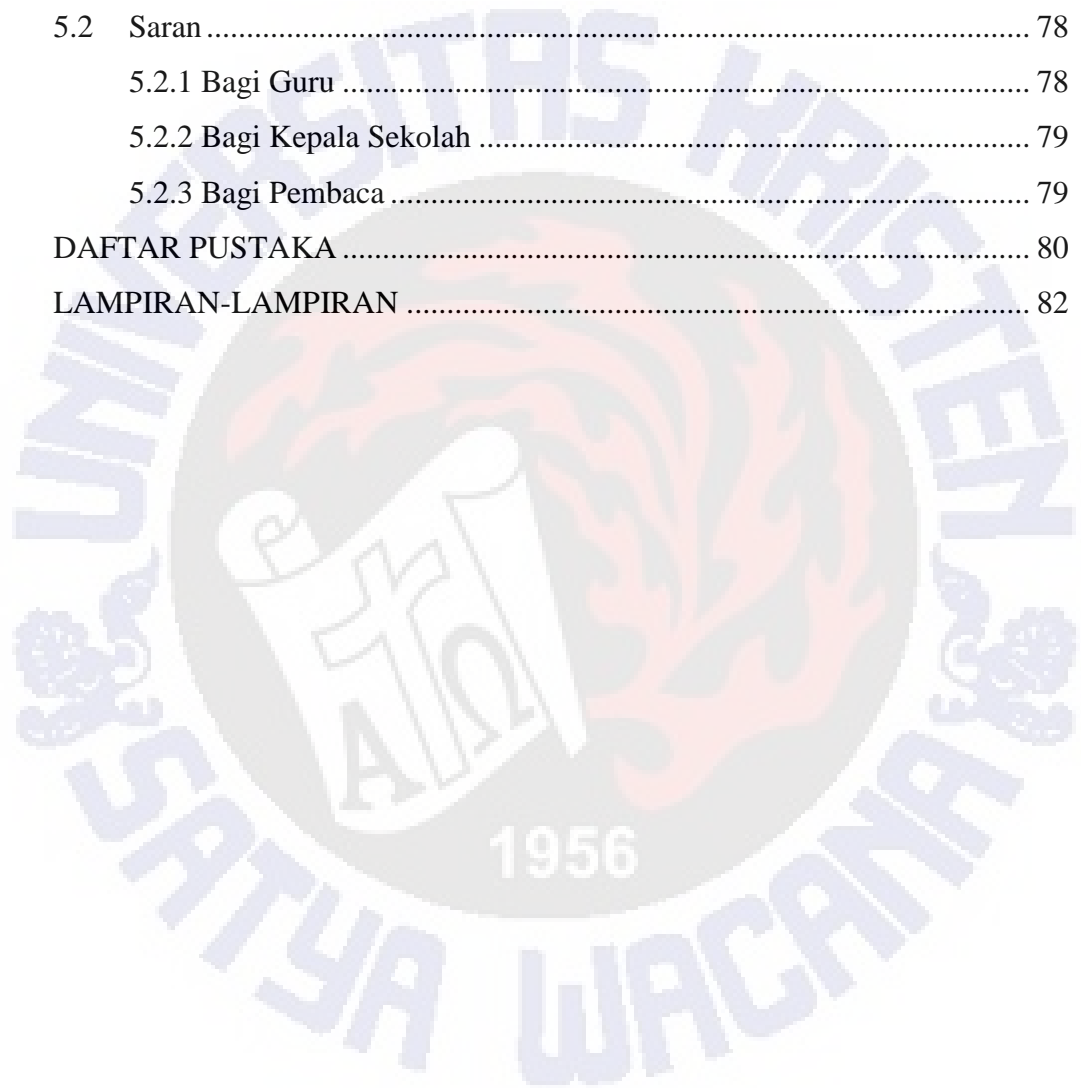 5.2 Saran ........................................................................................................ 78
5.2.1 Bagi Guru ....................................................................................... 78
5.2.2 Bagi Kepala Sekolah ...................................................................... 79
5.2.3 Bagi Pembaca ................................................................................. 79
DAFTAR PUSTAKA ....................................................................................... 80
LAMPIRAN-LAMPIRAN ............................................................................... 82
UNIVERSITAS KRISTEN
SATYA WACANA
ΑΩ
1956